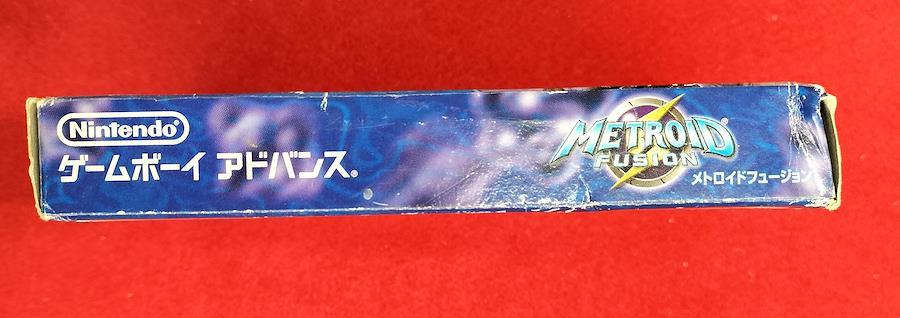 Nintendo®
ゲームボーイ アドバンス®
METROID®
FUSION
メトロイドフュージョン